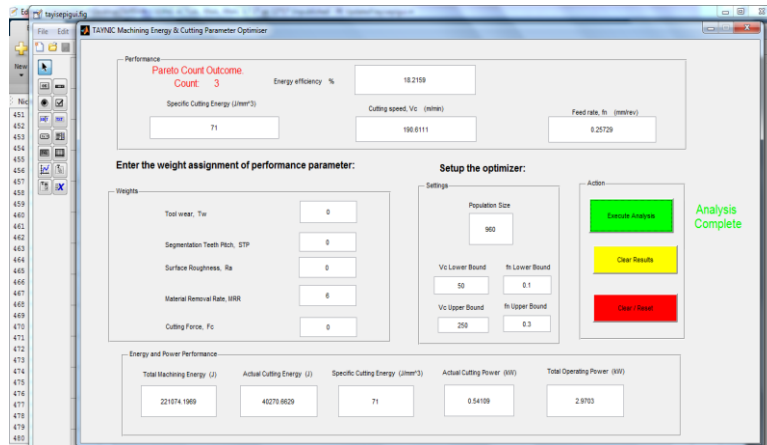 tayisepigui.fig
File Edit
New
TAYNIC Machining Energy & Cutting Parameter Optimiser
Performance
Pareto Count Outcome.
Count: 3
Energy efficiency %
18.2159
Specific Cutting Energy (J/mm^3)
71
Cutting speed, Vc (m/min)
190.6111
Feed rate, fn (mm/rev)
0.25729
Enter the weight assignment of performance parameter:
Setup the optimizer:
Weights
Tool wear, Tw
0
Segmentation Teeth Pitch, STP
0
Surface Roughness, Ra
0
Material Removal Rate, MRR
6
Cutting Force, Fc
0
Settings
Population Size
960
Vc Lower Bound
50
fn Lower Bound
0.1
Vc Upper Bound
250
fn Upper Bound
0.3
Action
Execute Analysis
Clear Results
Clear / Reset
Analysis
Complete
Energy and Power Performance
Total Machining Energy (J)
221074.1969
Actual Cutting Energy (J)
40270.6629
Specific Cutting Energy (J/mm^3)
71
Actual Cutting Power (kW)
0.54109
Total Operating Power (kW)
2.9703
451
452
453
454
455
456
457
458
459
460
461
462
463
464
465
466
467
468
469
470
471
472
473
474
475
476
477
478
479
480